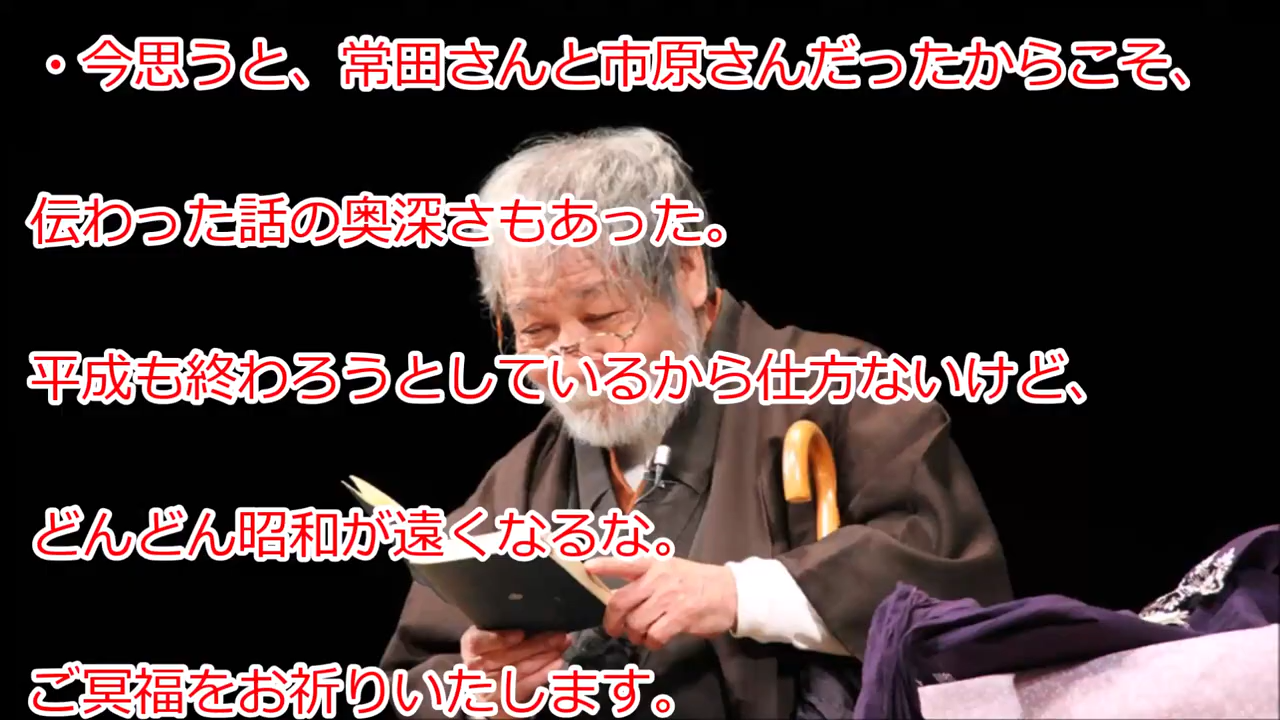 ・今思うと、常田さんと市原さんだったからこそ、
伝わった話の奥深さもあった。
平成も終わろうとしているから仕方ないけど、
どんどん昭和が遠くなるな。
ご冥福をお祈りいたします。